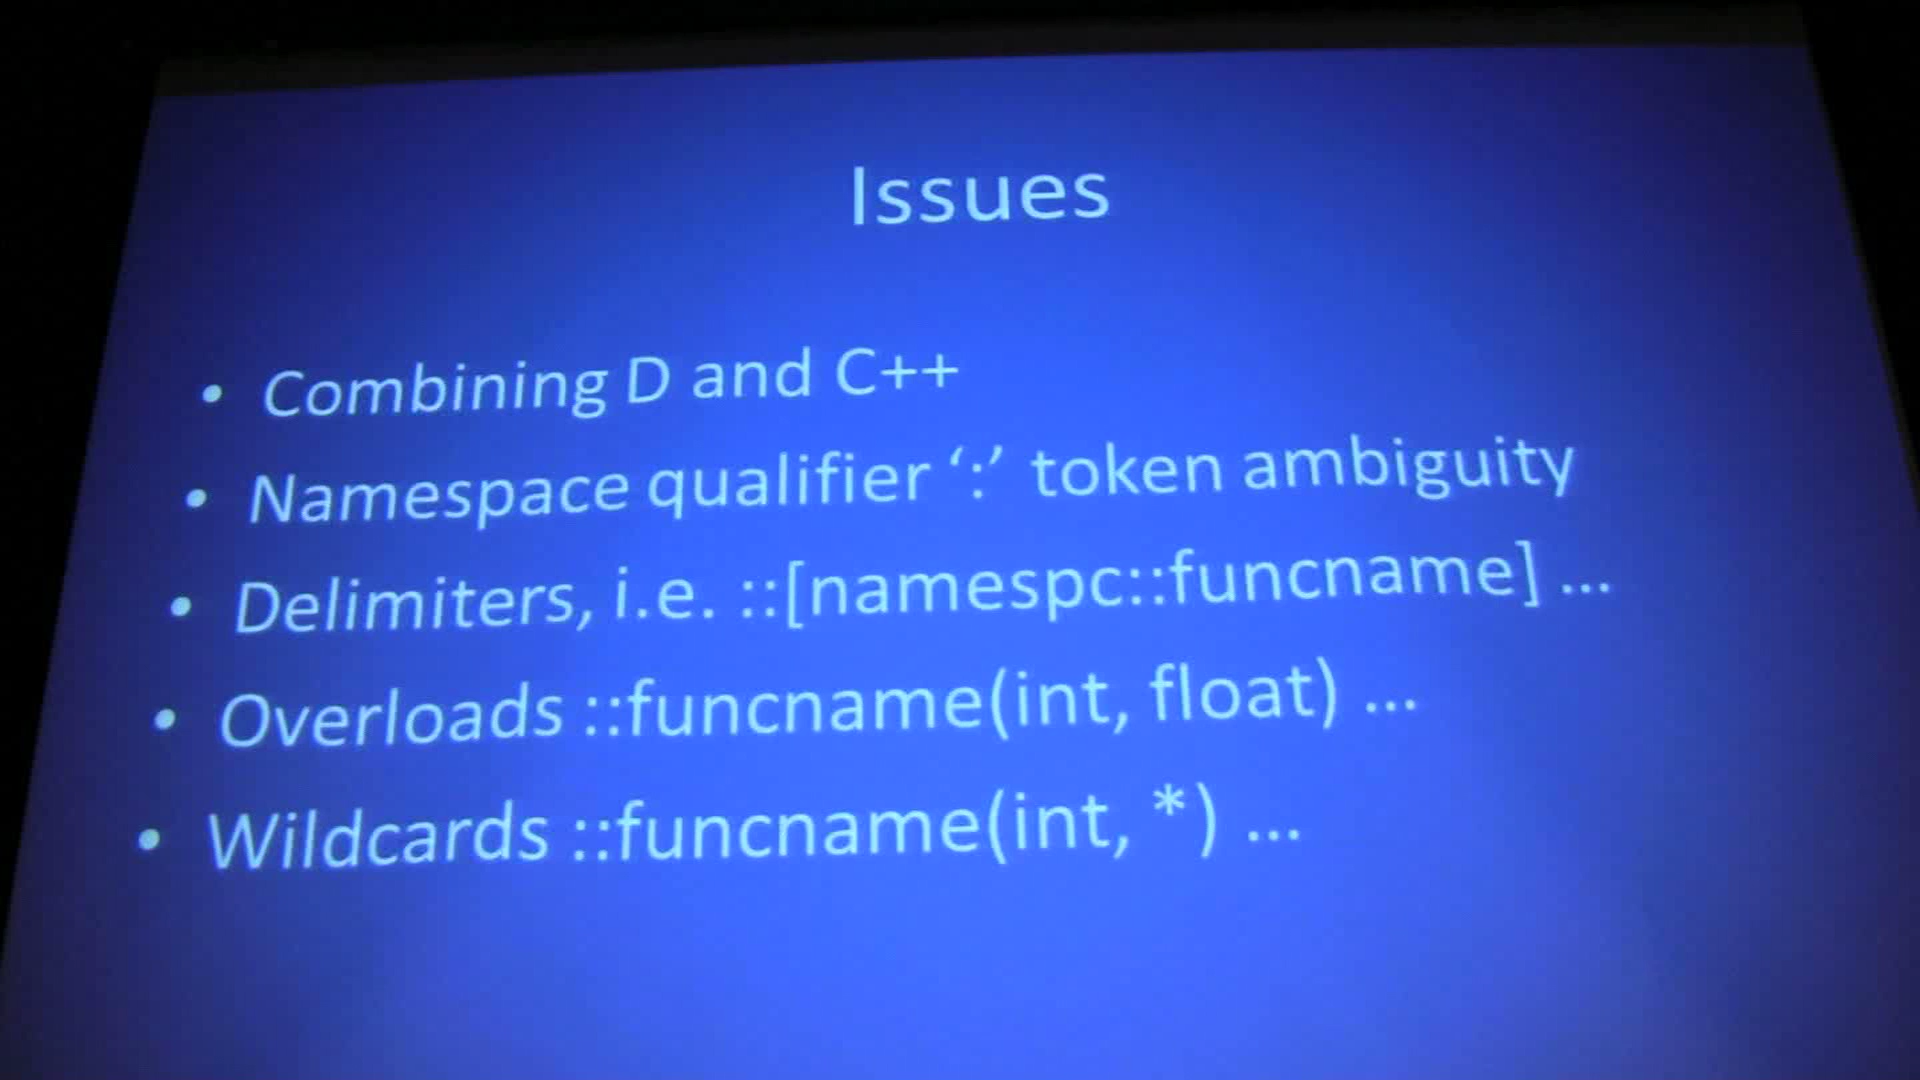 Issues
• Combining D and C++
• Namespace qualifier ‘:’ token ambiguity
• Delimiters, i.e. ::[namespc::funcname] ...
• Overloads ::funcname(int, float) ...
• Wildcards ::funcname(int, *) ...